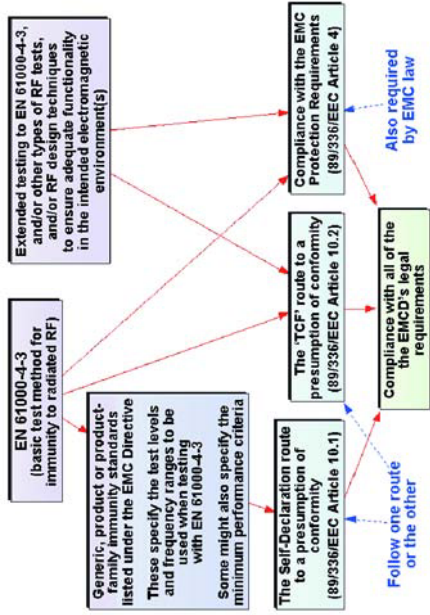 EN 61000-4-3
(basic test method for
immunity to radiated RF)
Extended testing to EN 61000-4-3,
and/or other types of RF tests,
and/or RF design techniques
to ensure adequate functionality
in the intended electromagnetic
environment(s)
Generic, product or product-
family immunity standards
listed under the EMC Directive
These specify the test levels
and frequency ranges to be
used when testing
with EN 61000-4-3
Some might also specify the
minimum performance criteria
The Self-Declaration route
to a presumption of
conformity
(89/336/EEC Article 10.1)
The 'TCF' route to a
presumption of conformity
(89/336/EEC Article 10.2)
Compliance with the EMC
Protection Requirements
(89/336/EEC Article 4)
Follow one route
or the other
Compliance with all of
the EMCD's legal
requirements
Also required
by EMC law